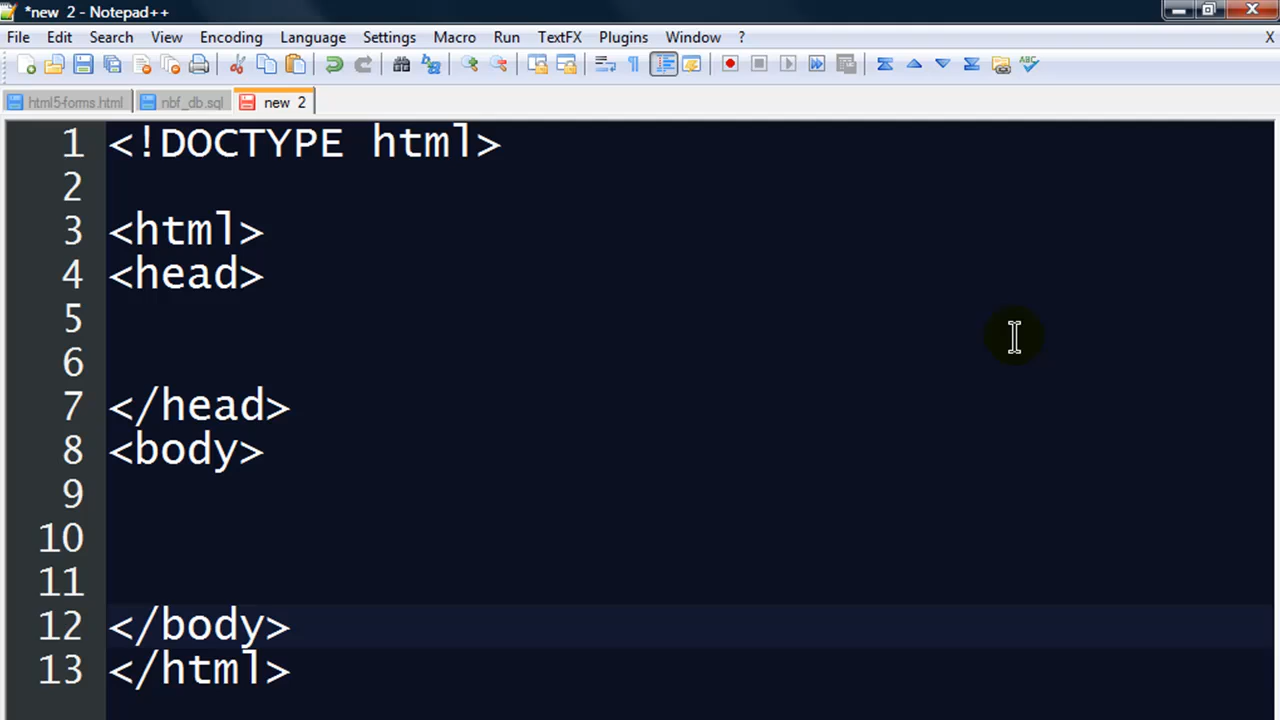 *new 2 - Notepad++
File Edit Search View Encoding Language Settings Macro Run TextFX Plugins Window ? X
html5-forms.html nbf_db.sql new 2
1 <!DOCTYPE html>
2
3 <html>
4 <head>
5
6
7 </head>
8 <body>
9
10
11
12 </body>
13 </html>